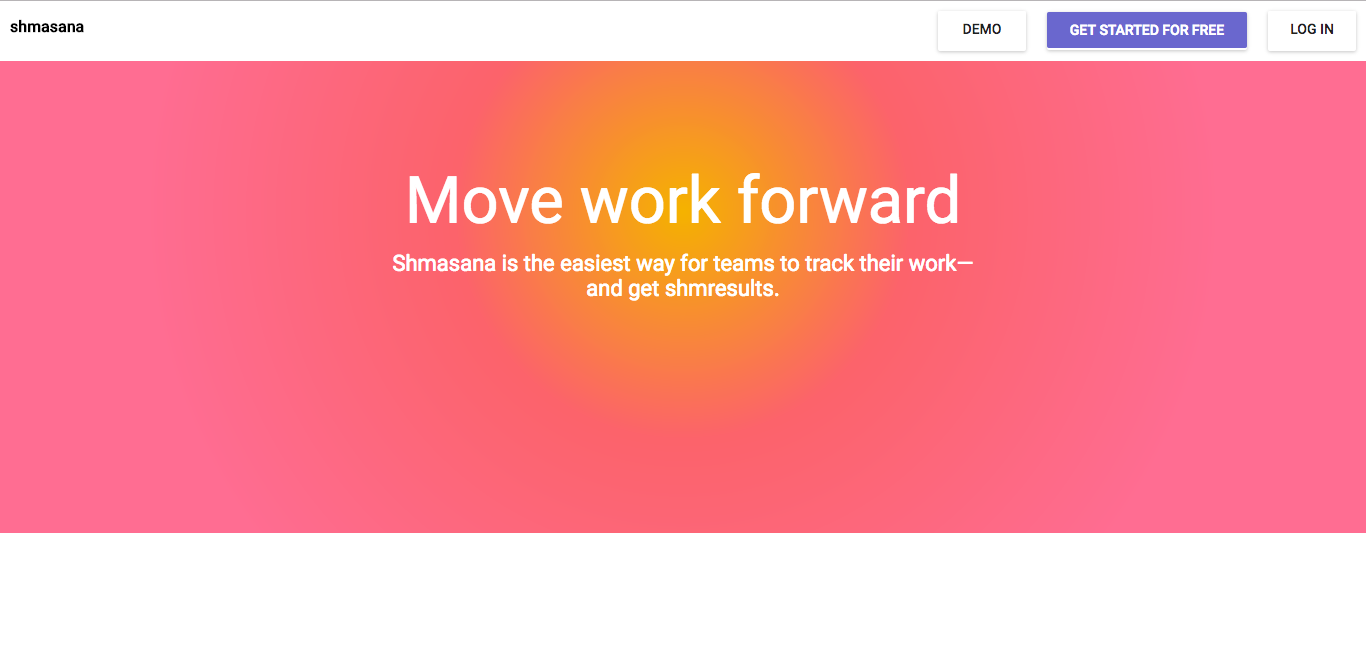 shmasana
DEMO
GET STARTED FOR FREE
LOG IN
Move work forward
Shmasana is the easiest way for teams to track their work—
and get shmresults.